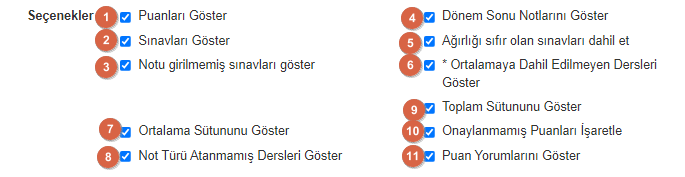 Seçenekler 1 Puanları Göster 4 Dönem Sonu Notlarını Göster
2 Sınavları Göster 5 Ağırlığı sıfır olan sınavları dahil et
3 Notu girilmemiş sınavları göster 6 * Ortalamaya Dahil Edilmeyen Dersleri
Göster
9 Toplam Sütununu Göster
7 Ortalama Sütununu Göster 10 Onaylanmamış Puanları İşaretle
8 Not Türü Atanmamış Dersleri Göster 11 Puan Yorumlarını Göster